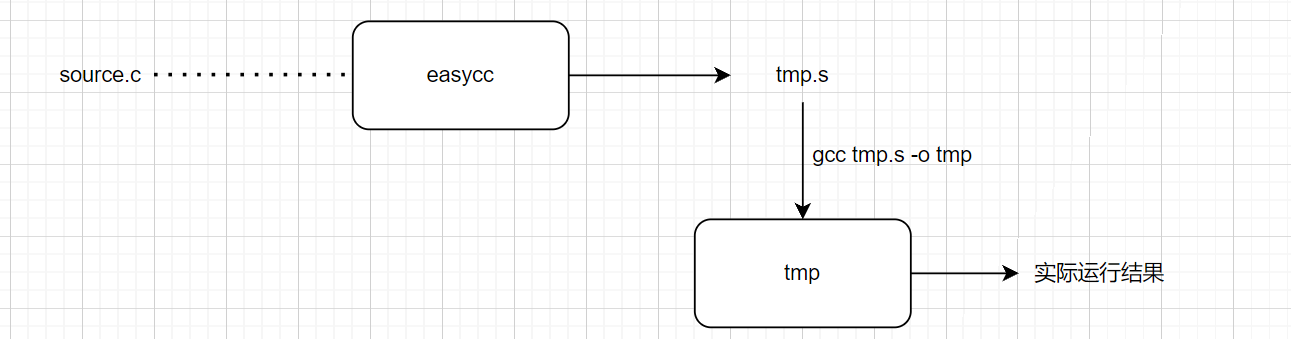 source.c
easycc
tmp.s
gcc tmp.s -o tmp
tmp
实际运行结果